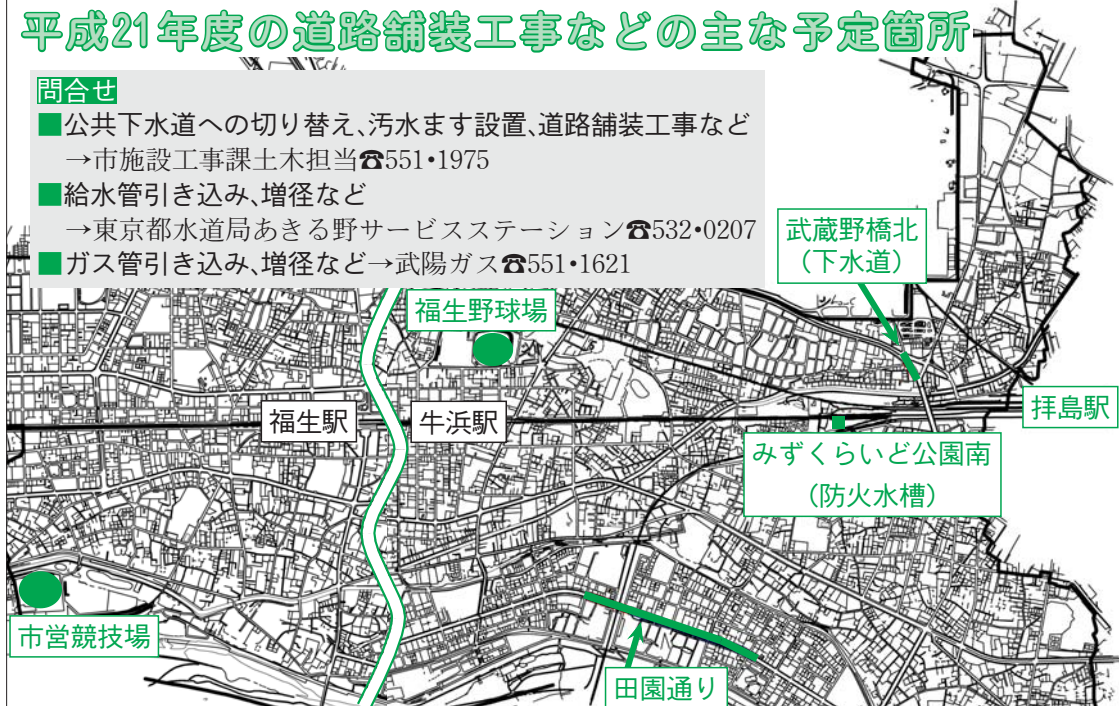 平成21年度の道路舗装工事などの主な予定箇所
問合せ
■公共下水道への切り替え、汚水ます設置、道路舗装工事など
→市施設工事課土木担当☎551•1975
■給水管引き込み、増径など
→東京都水道局あきる野サービスステーション☎532•0207
■ガス管引き込み、増径など→武陽ガス☎551•1621
武蔵野橋北
（下水道）
福生野球場
福生駅
牛浜駅
拝島駅
みずくらいど公園南
（防火水槽）
市営競技場
田園通り